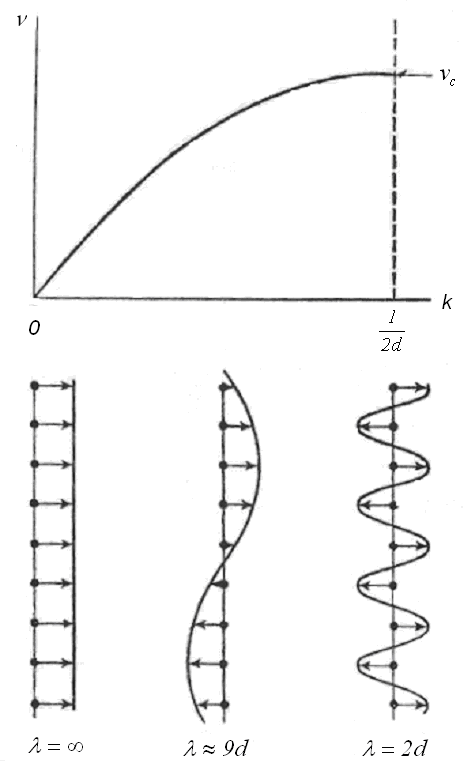 ν
ν_c
k
0
1
2d
λ = ∞
λ ≈ 9d
λ = 2d